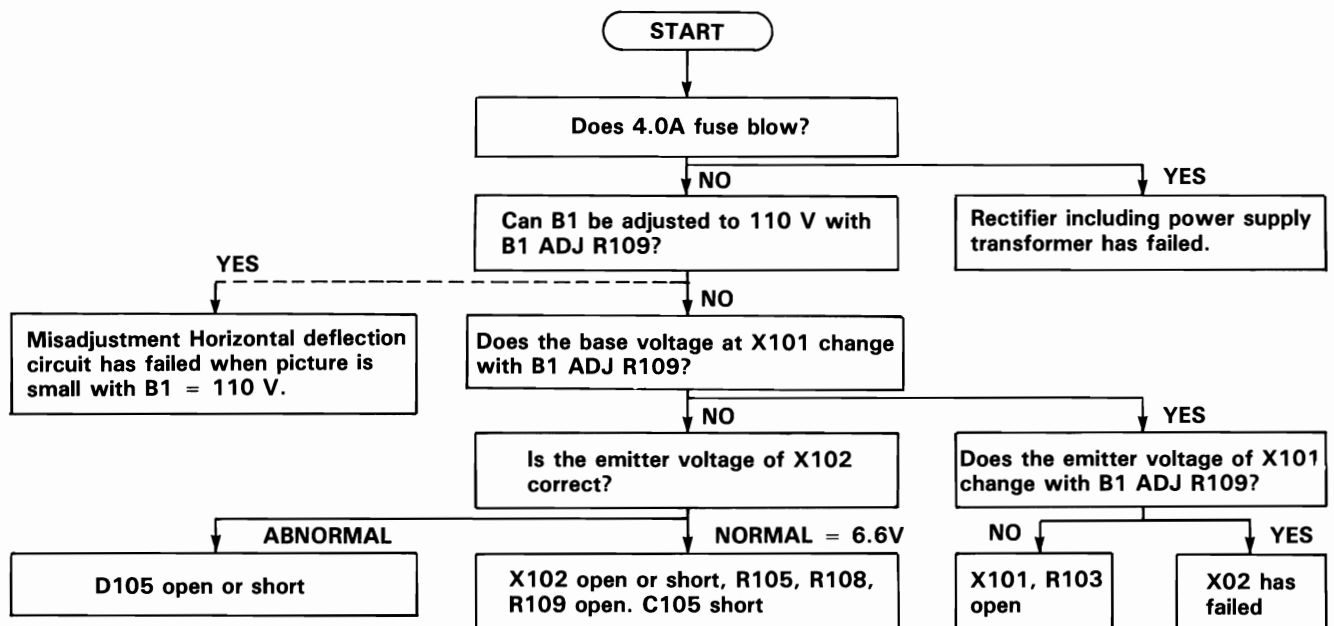 START
Does 4.0A fuse blow?
NO
YES
Can B1 be adjusted to 110 V with
B1 ADJ R109?
Rectifier including power supply
transformer has failed.
YES
NO
Misadjustment Horizontal deflection
circuit has failed when picture is
small with B1 = 110 V.
Does the base voltage at X101 change
with B1 ADJ R109?
NO
YES
Is the emitter voltage of X102
correct?
Does the emitter voltage of X101
change with B1 ADJ R109?
ABNORMAL
NORMAL = 6.6V
NO
YES
D105 open or short
X102 open or short, R105, R108,
R109 open. C105 short
X101, R103
open
X02 has
failed